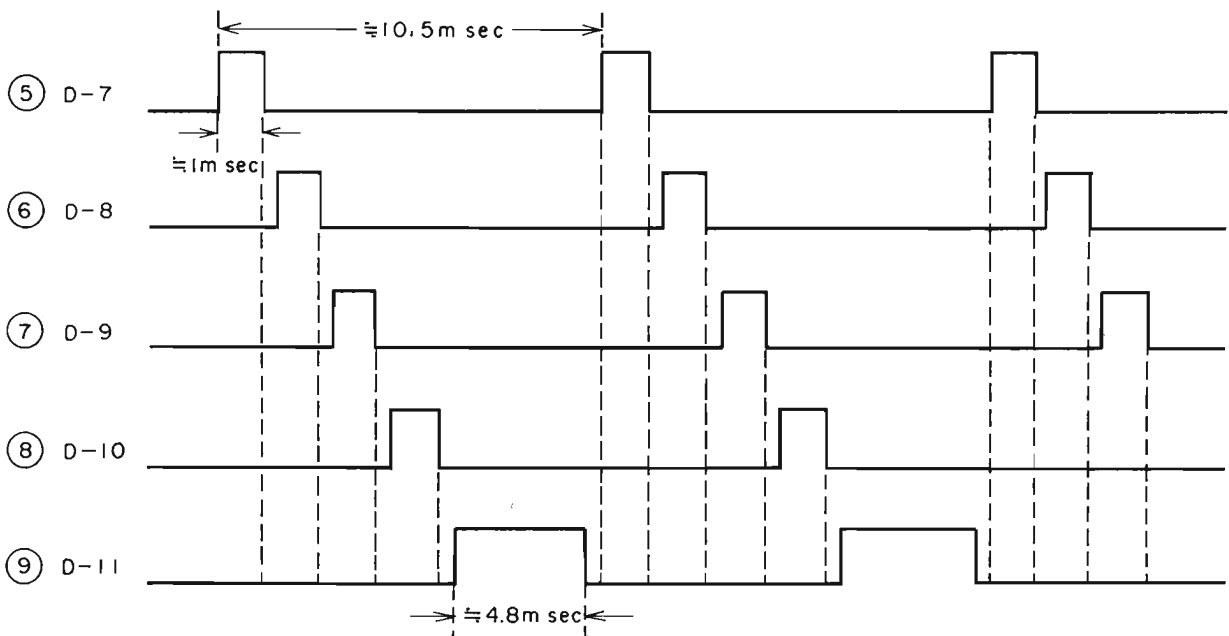 ≒10.5m sec
⑤ D-7
≒1m sec
⑥ D-8
⑦ D-9
⑧ D-10
⑨ D-11
≒4.8m sec